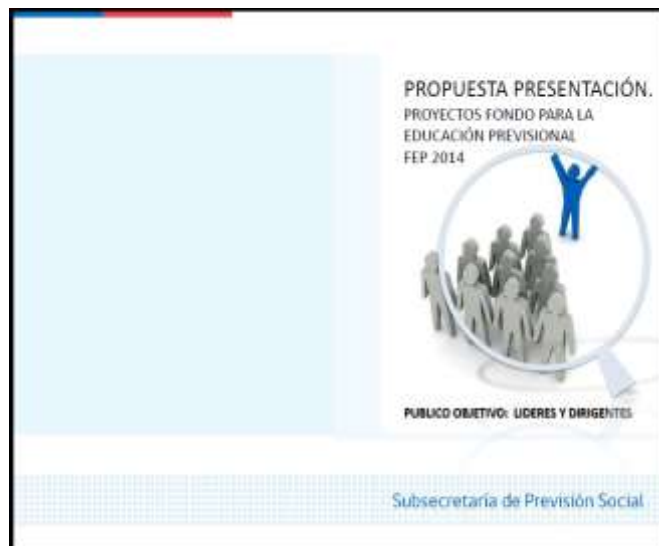 PROPUESTA PRESENTACIÓN.
PROYECTOS FONDO PARA LA
EDUCACIÓN PREVISIONAL
FEP 2014
PUBLICO OBJETIVO: LIDERES Y DIRIGENTES
Subsecretaría de Previsión Social